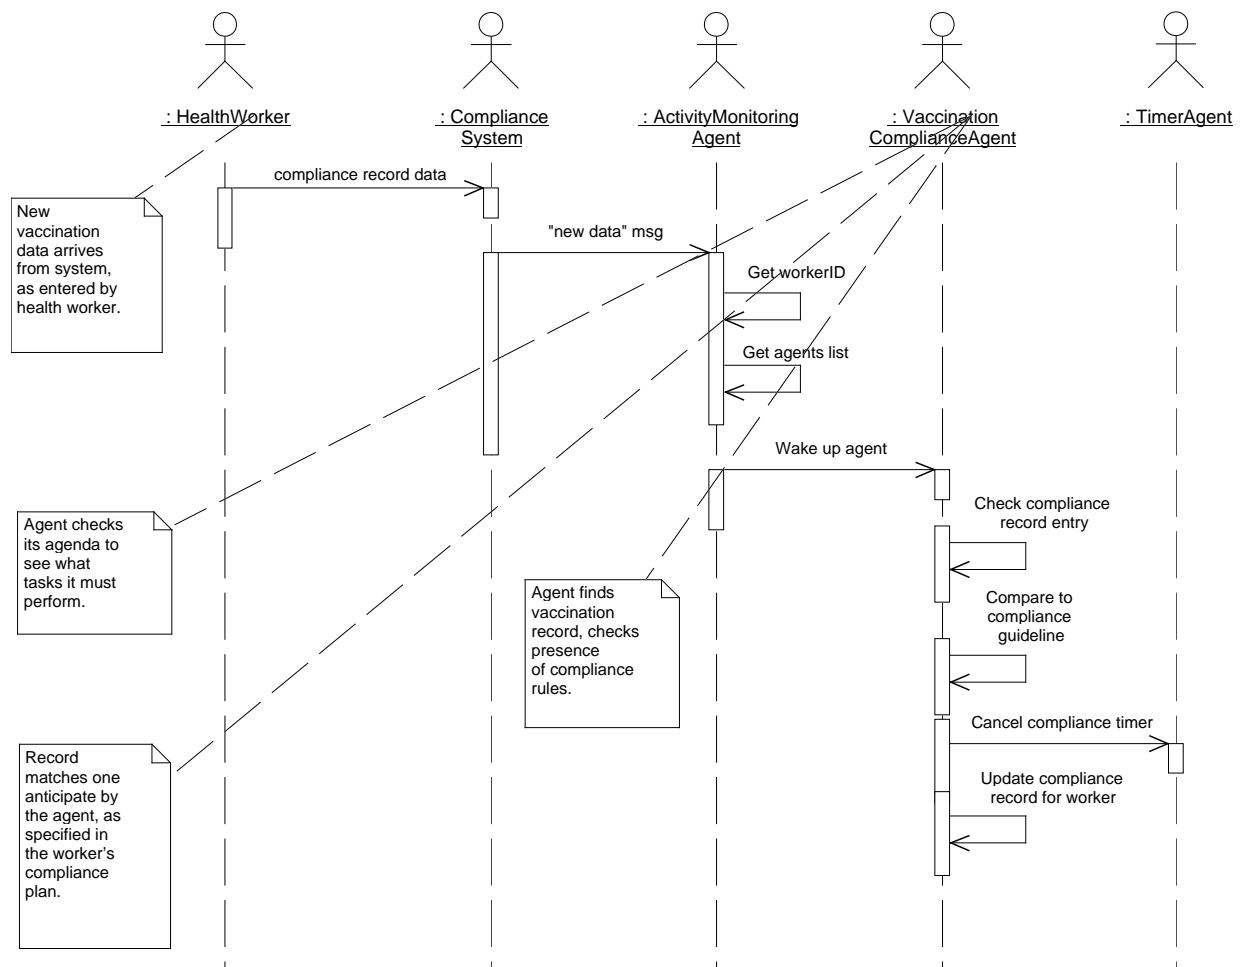 : HealthWorker
: Compliance
System
: ActivityMonitoring
Agent
: Vaccination
ComplianceAgent
: TimerAgent
compliance record data
New
vaccination
data arrives
from system,
as entered by
health worker.
"new data" msg
Get workerID
Get agents list
Wake up agent
Agent checks
its agenda to
see what
tasks it must
perform.
Check compliance
record entry
Agent finds
vaccination
record, checks
presence
of compliance
rules.
Compare to
compliance
guideline
Cancel compliance timer
Record
matches one
anticipate by
the agent, as
specified in
the worker's
compliance
plan.
Update compliance
record for worker